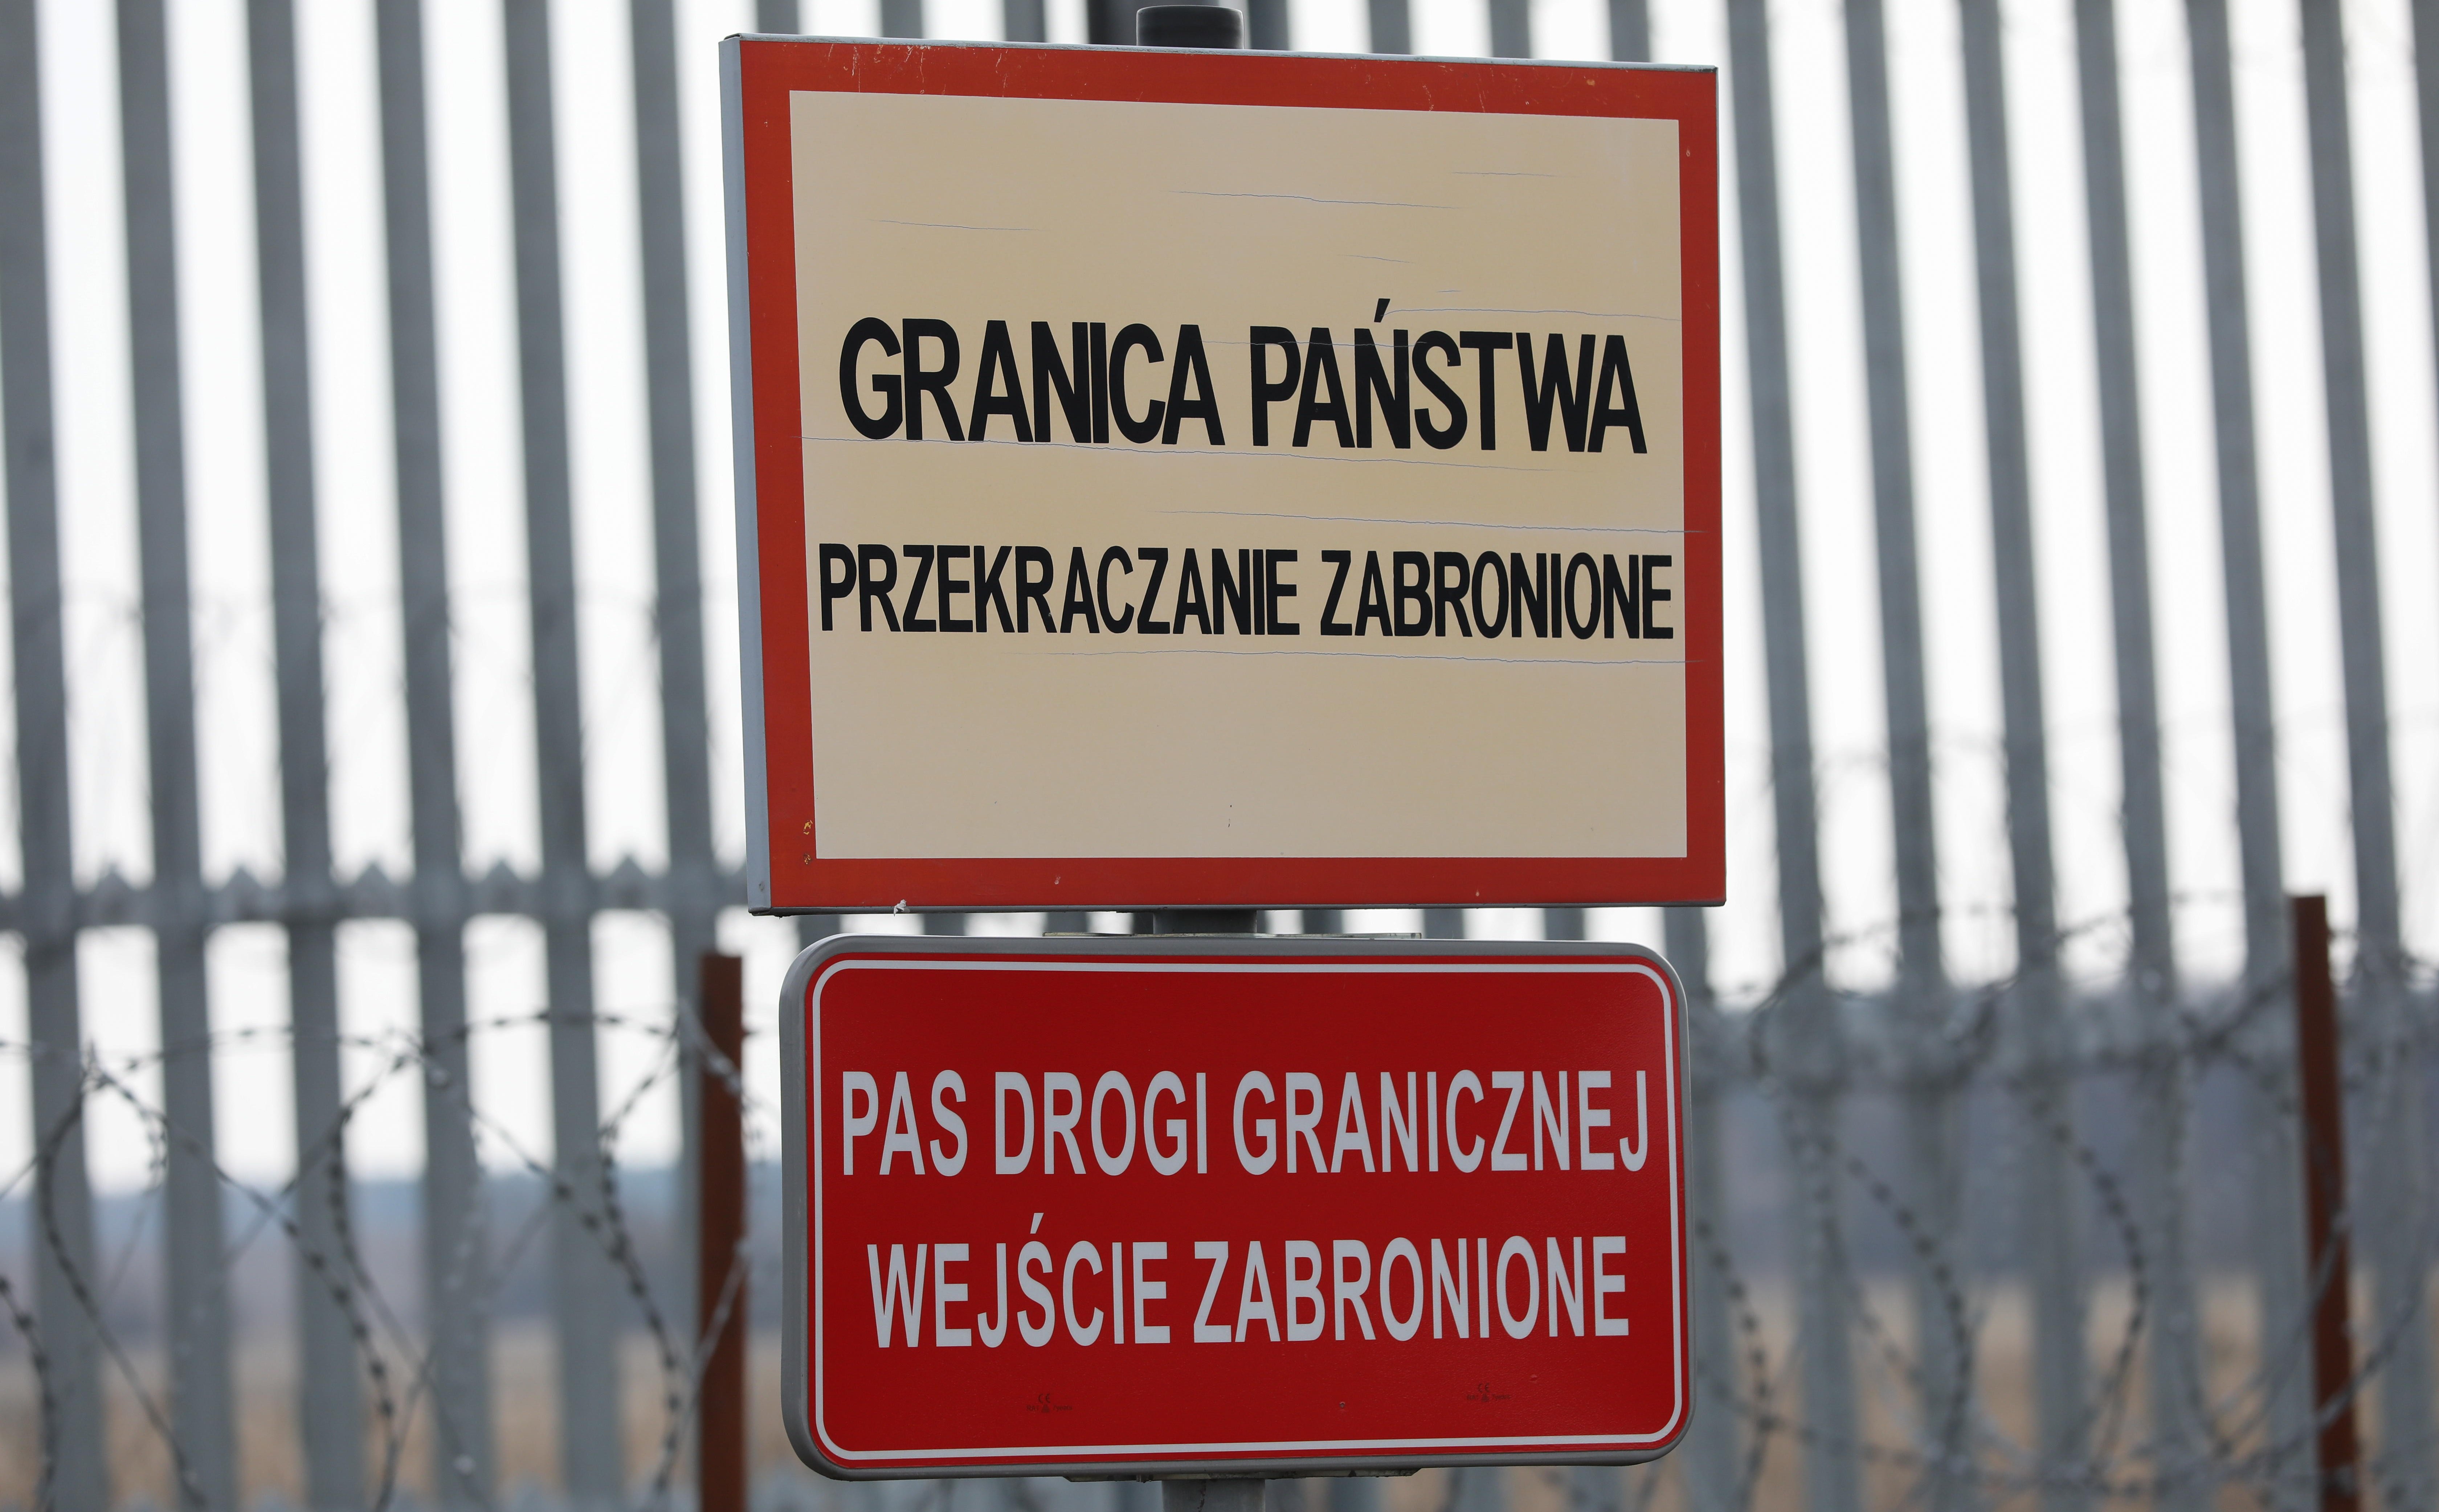 GRANICA PAŃSTWA
PRZEKRACZANIE ZABRONIONE
PAS DROGI GRANICZNEJ
WEJŚCIE ZABRONIONE